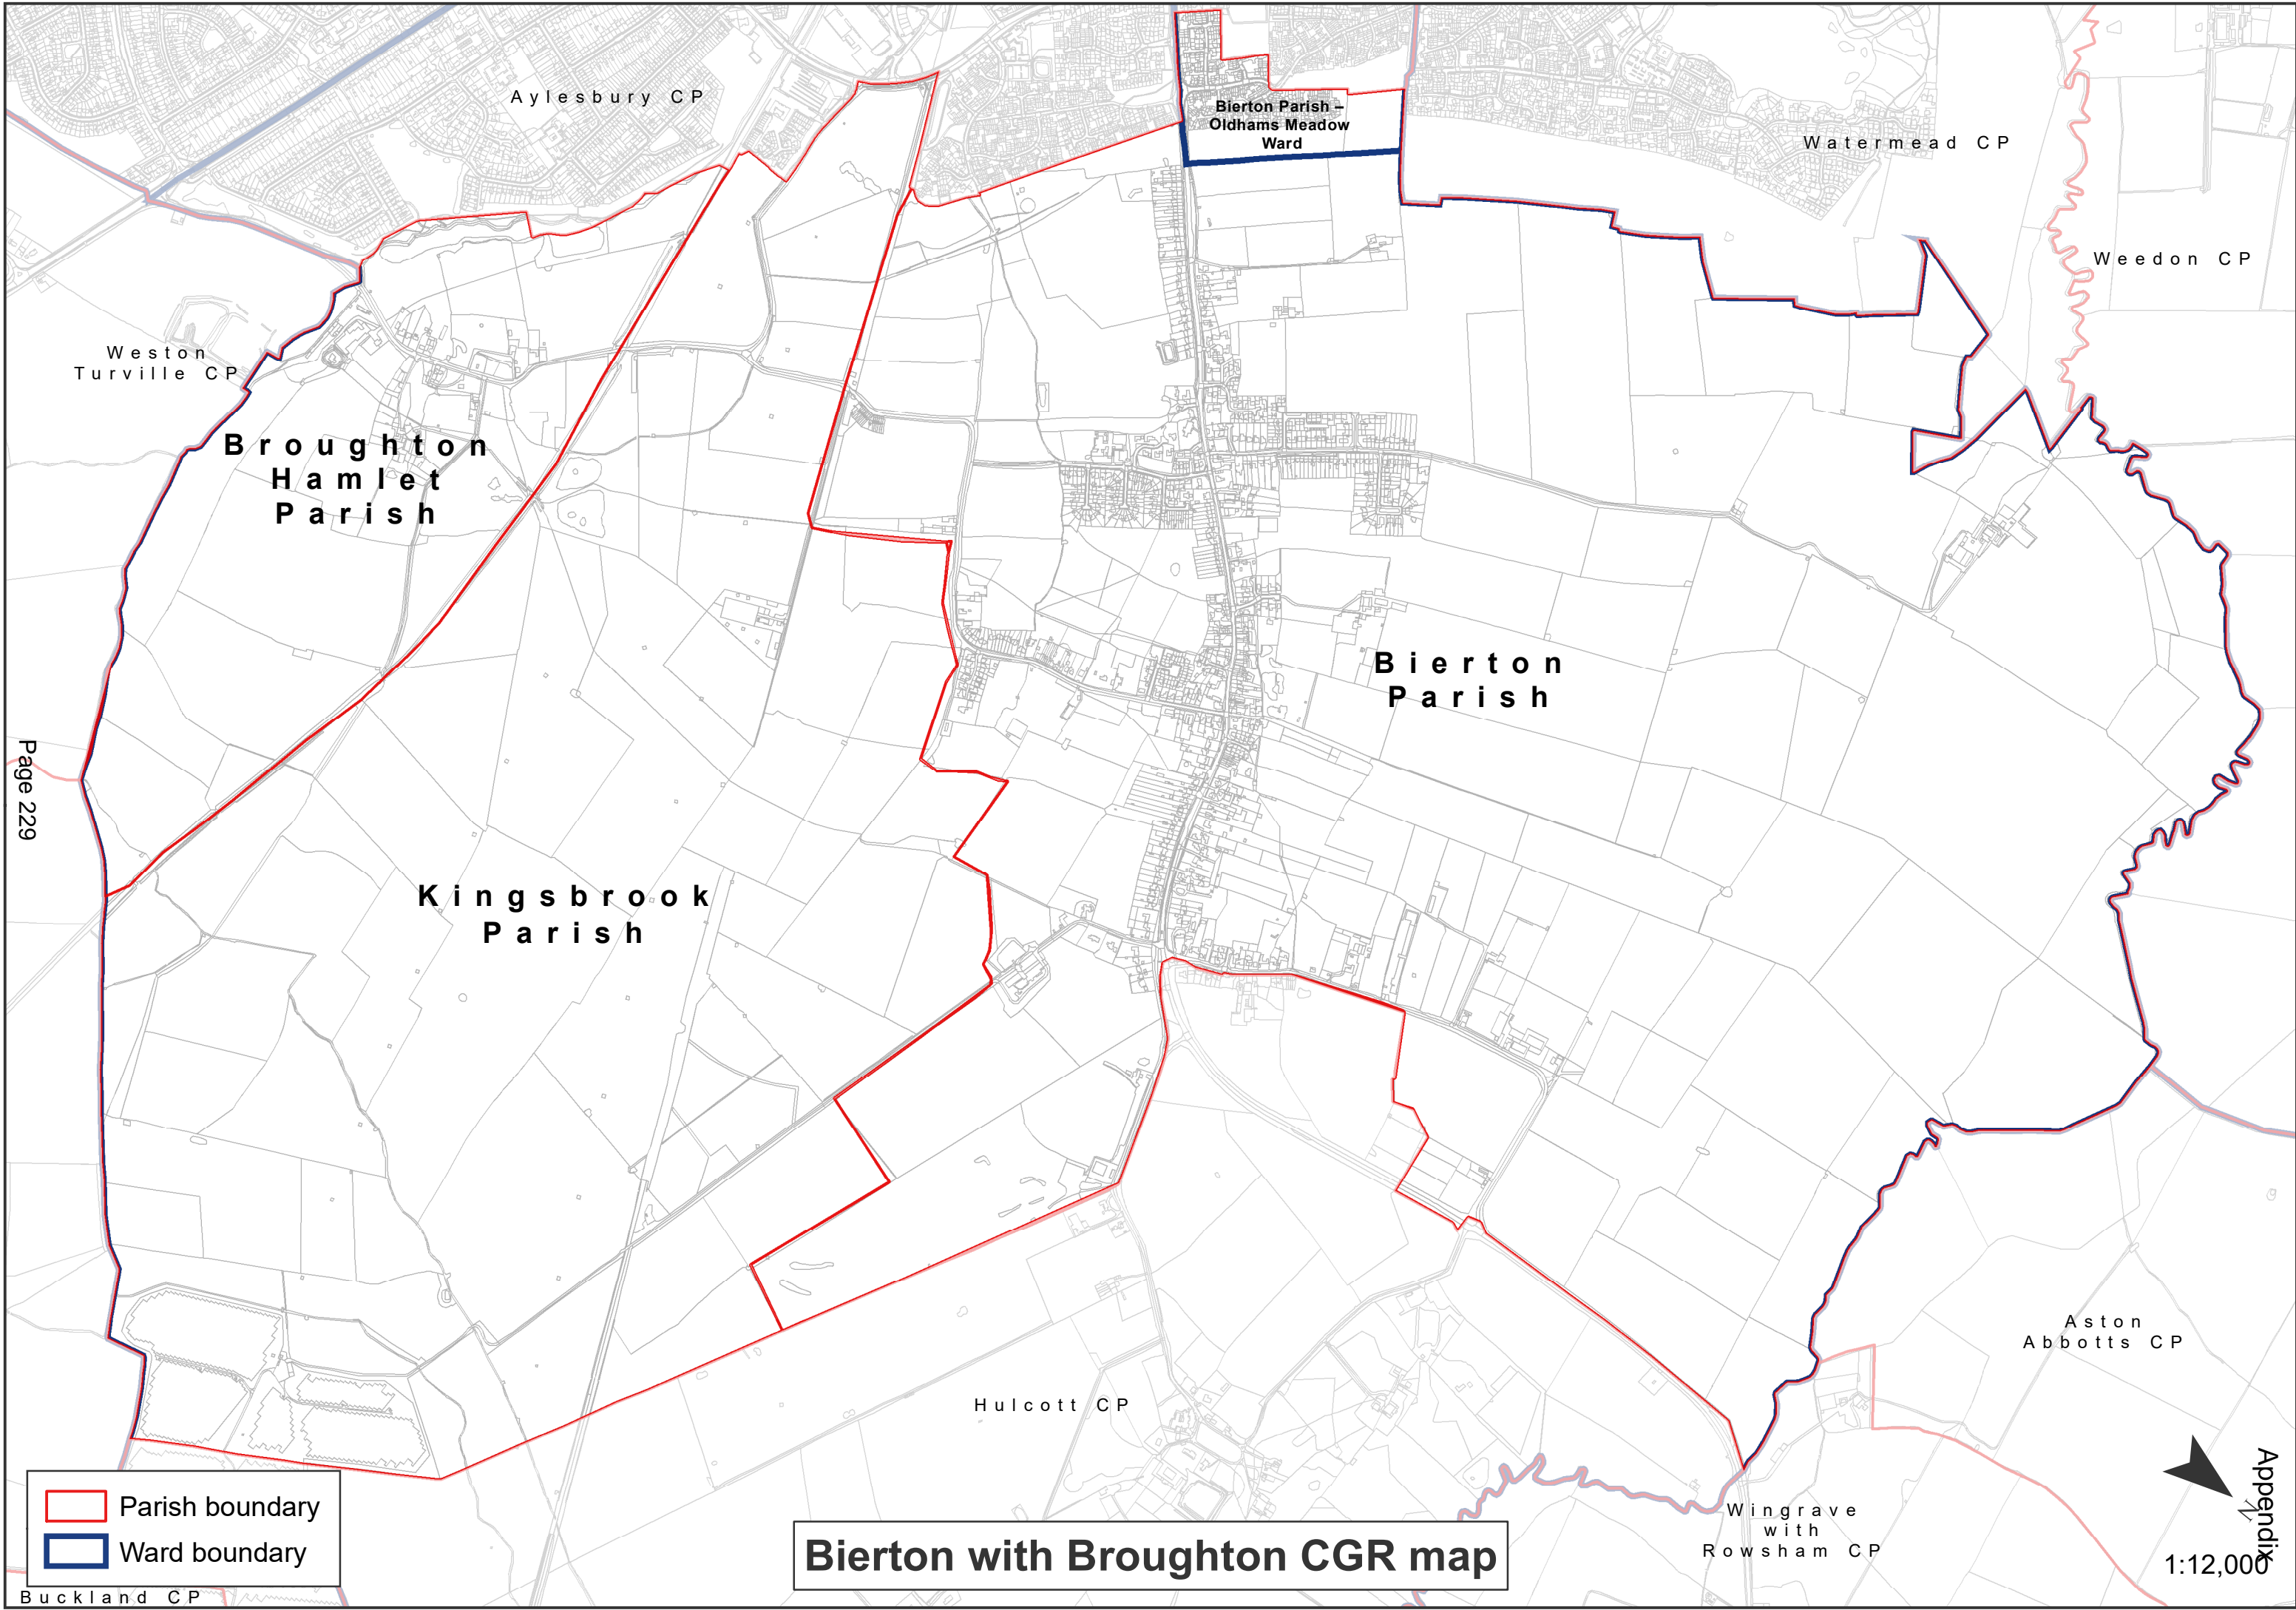 Aylesbury CP
Bierton Parish –
Oldhams Meadow
Ward
Watermead CP
Weedon CP
Weston
Turville CP
Broughton
Hamlet
Parish
Bierton
Parish
Page 229
Kingsbrook
Parish
Aston
Abbotts CP
Hulcott CP
Parish boundary
Ward boundary
Buckland CP
Bierton with Broughton CGR map
Wingrave
with
Rowsham CP
N
Appendix
1:12,000